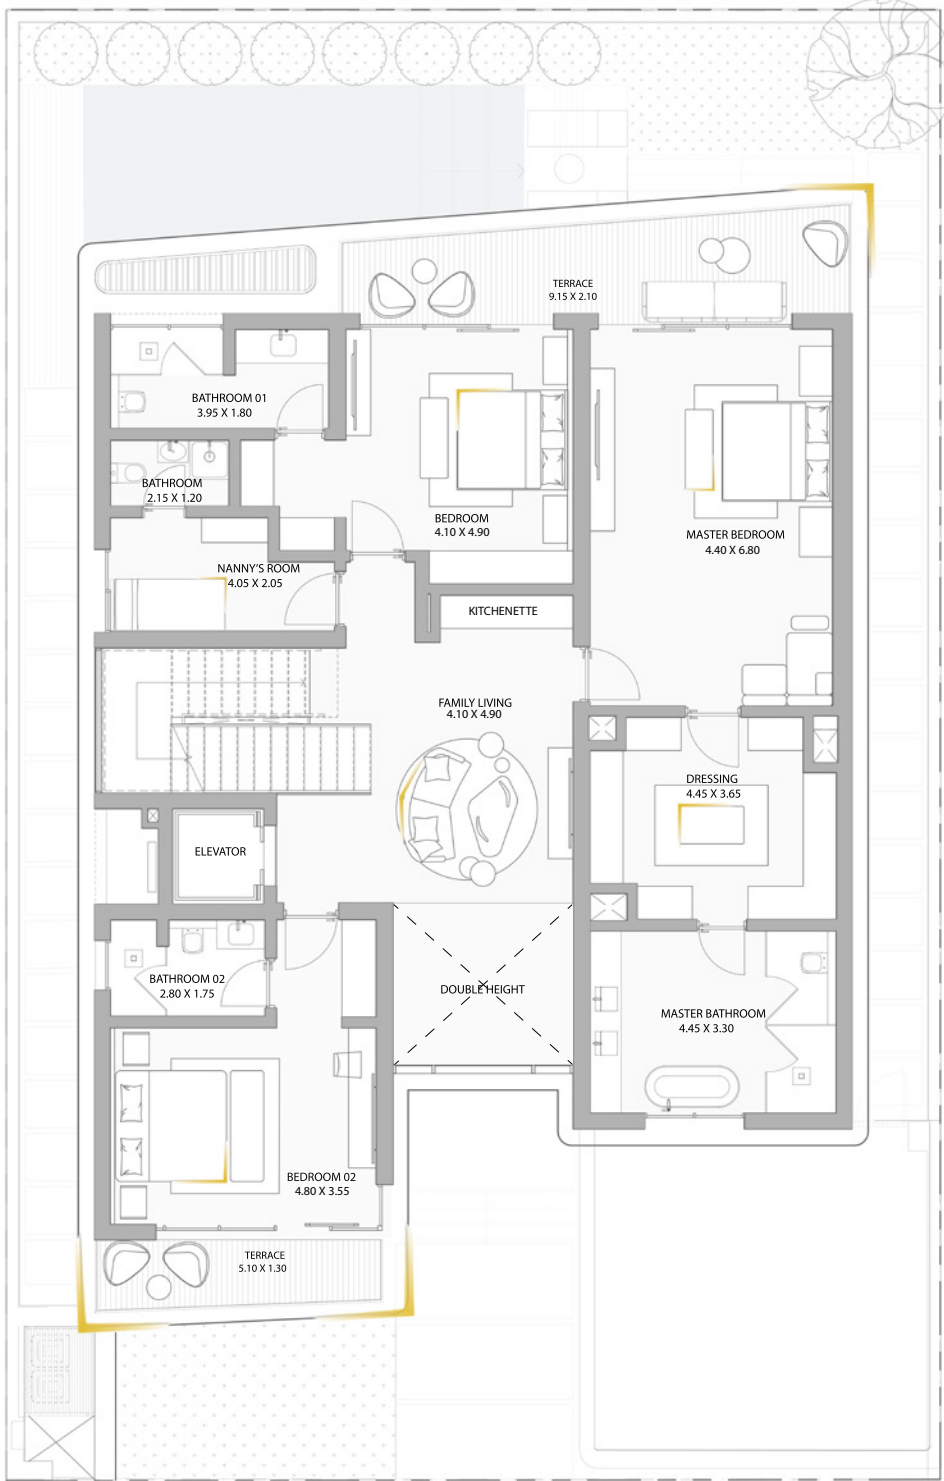 TERRACE
9.15 X 2.10
BATHROOM 01
3.95 X 1.80
BATHROOM
2.15 X 1.20
BEDROOM
4.10 X 4.90
MASTER BEDROOM
4.40 X 6.80
NANNY'S ROOM
4.05 X 2.05
KITCHENETTE
FAMILY LIVING
4.10 X 4.90
DRESSING
4.45 X 3.65
ELEVATOR
BATHROOM 02
2.80 X 1.75
DOUBLE HEIGHT
MASTER BATHROOM
4.45 X 3.30
BEDROOM 02
4.80 X 3.55
TERRACE
5.10 X 1.30